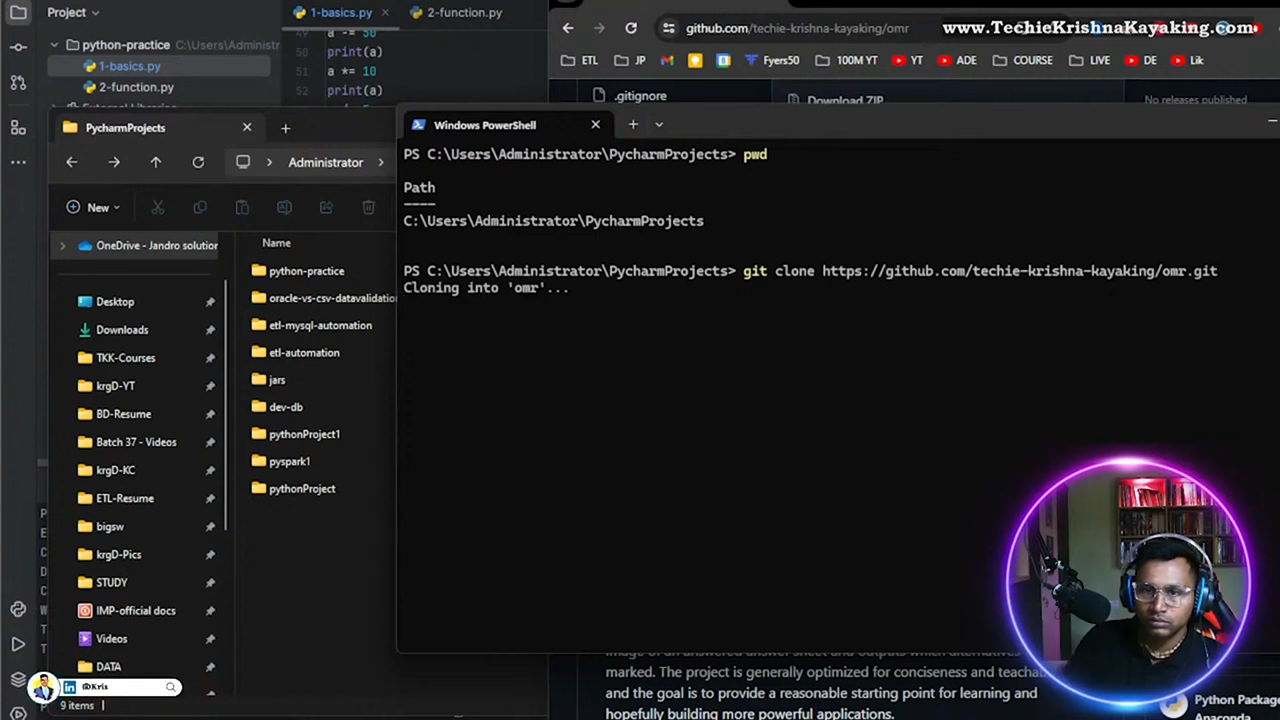 Project
1-basics.py
2-function.py
github.com/techie-krishna-kayaking/omr
www.TechieKrishnaKayaking.com
python-practice C:\Users\Administr
1-basics.py
2-function.py
print(a)
51 a *= 10
52 print(a)
ETL
JP
Fyers50
100M YT
YT
ADE
COURSE
LIVE
DE
Lik
.gitignore
Download ZIP
No releases published
PycharmProjects
Administrator
New
OneDrive - Jandro solution
Desktop
Downloads
TKK-Courses
krgD-YT
BD-Resume
Batch 37 - Videos
krgD-KC
ETL-Resume
bigsw
krgD-Pics
STUDY
IMP-official docs
Videos
DATA
9 items
Name
python-practice
oracle-vs-csv-datavalidatio
etl-mysql-automation
etl-automation
jars
dev-db
pythonProject1
pyspark1
pythonProject
Windows PowerShell
PS C:\Users\Administrator\PycharmProjects> pwd
Path
----
C:\Users\Administrator\PycharmProjects
PS C:\Users\Administrator\PycharmProjects> git clone https://github.com/techie-krishna-kayaking/omr.git
Cloning into 'omr'...
marked. The project is generally optimized for conciseness and teachab
and the goal is to provide a reasonable starting point for learning and
hopefully building more powerful applications.
Python Packag
Anaconda
in @Kris